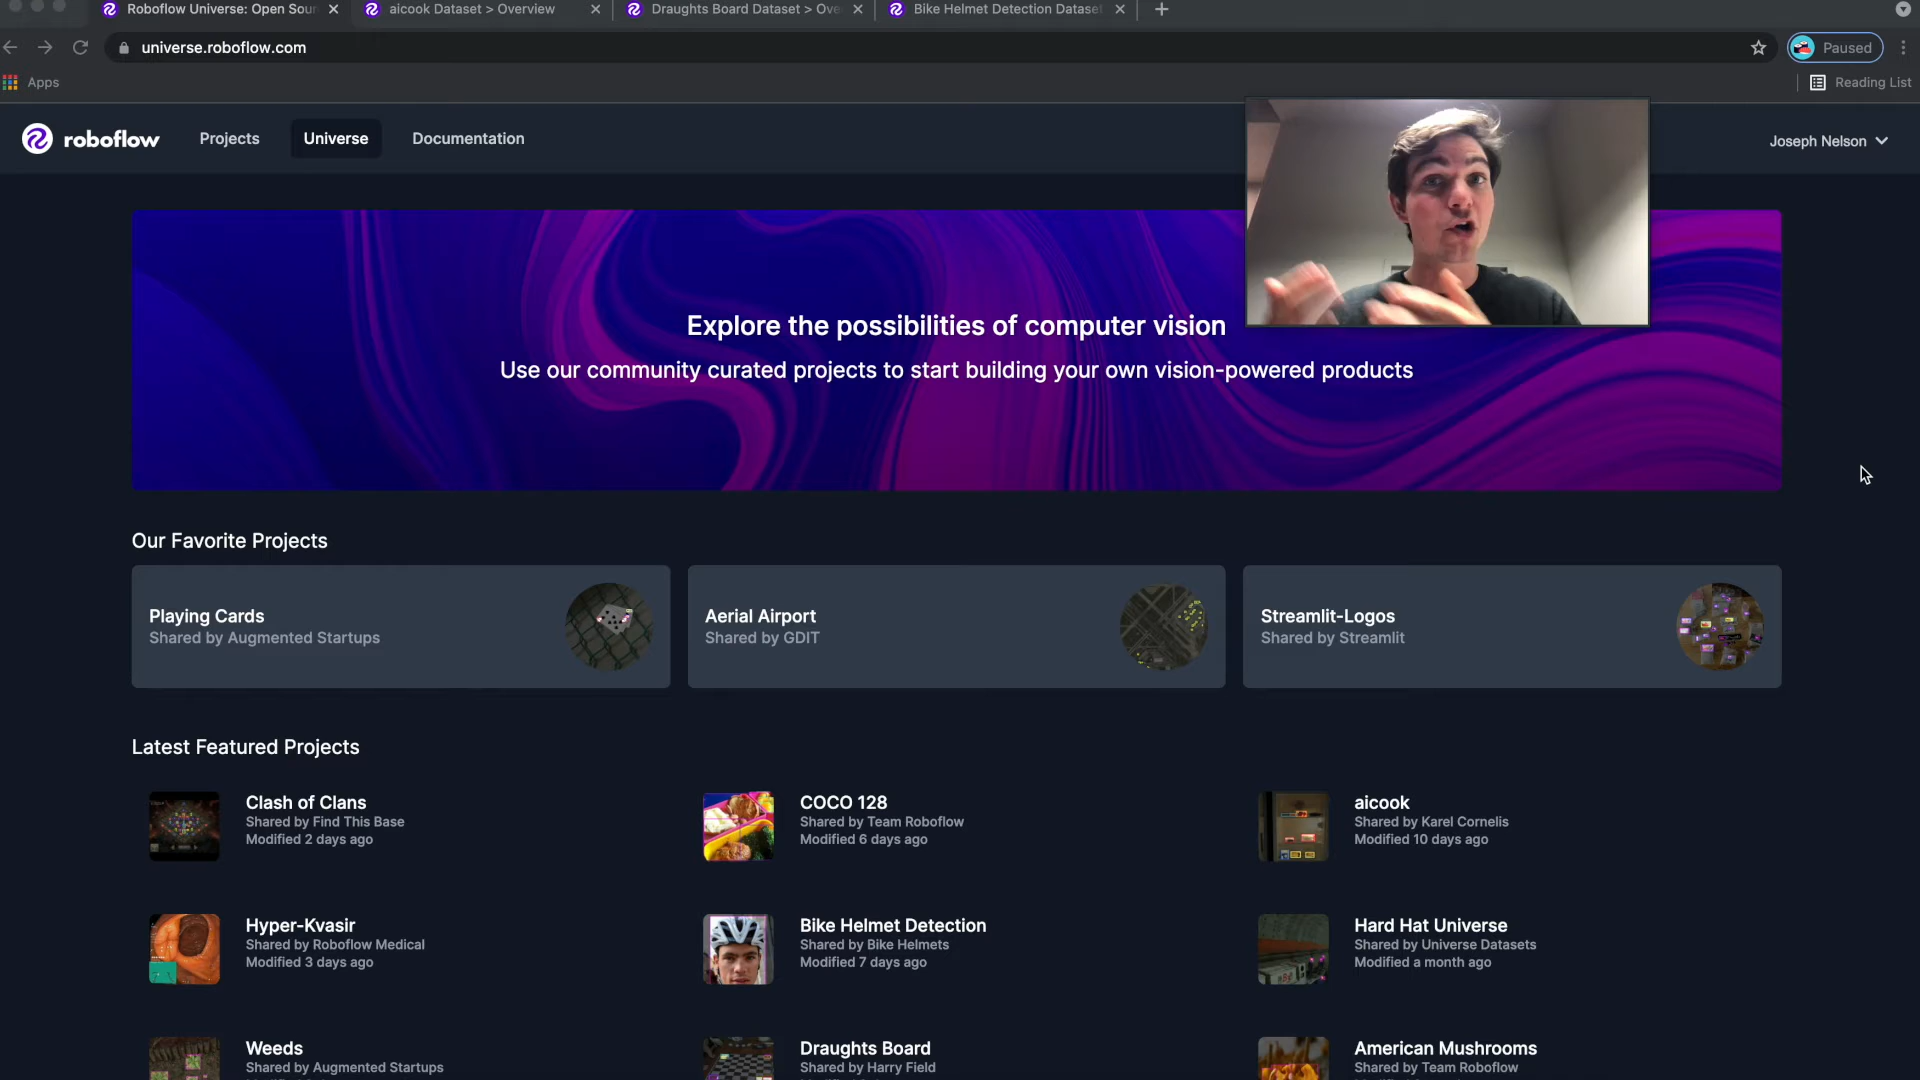 Roboflow Universe: Open Sour
aicook Dataset > Overview
Draughts Board Dataset > Ove
Bike Helmet Detection Dataset
universe.roboflow.com
Paused
Apps
Reading List
roboflow
Projects
Universe
Documentation
Joseph Nelson
Explore the possibilities of computer vision
Use our community curated projects to start building your own vision-powered products
Our Favorite Projects
Playing Cards
Shared by Augmented Startups
Aerial Airport
Shared by GDIT
Streamlit-Logos
Shared by Streamlit
Latest Featured Projects
Clash of Clans
Shared by Find This Base
Modified 2 days ago
COCO 128
Shared by Team Roboflow
Modified 6 days ago
aicook
Shared by Karel Cornelis
Modified 10 days ago
Hyper-Kvasir
Shared by Roboflow Medical
Modified 3 days ago
Bike Helmet Detection
Shared by Bike Helmets
Modified 7 days ago
Hard Hat Universe
Shared by Universe Datasets
Modified a month ago
Weeds
Shared by Augmented Startups
Draughts Board
Shared by Harry Field
American Mushrooms
Shared by Team Roboflow